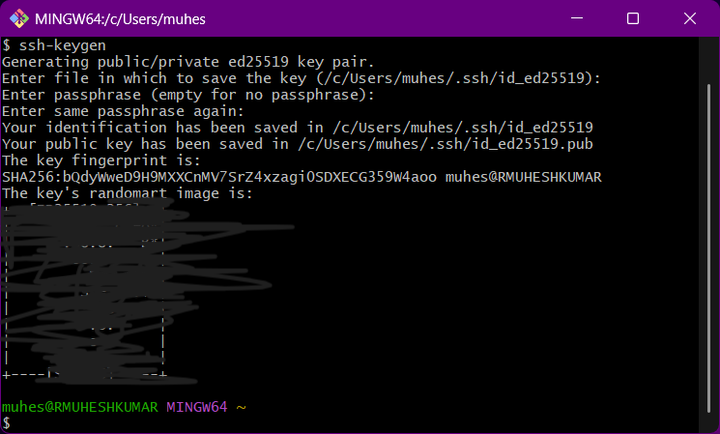 MINGW64:/c/Users/muhes
$ ssh-keygen
Generating public/private ed25519 key pair.
Enter file in which to save the key (/c/Users/muhes/.ssh/id_ed25519):
Enter passphrase (empty for no passphrase):
Enter same passphrase again:
Your identification has been saved in /c/Users/muhes/.ssh/id_ed25519
Your public key has been saved in /c/Users/muhes/.ssh/id_ed25519.pub
The key fingerprint is:
SHA256:bQdyWweD9H9MXXCnMV7SrZ4xzagiOSDXECG359W4aoo muhes@RMUHESHKUMAR
The key's randomart image is:
muhes@RMUHESHKUMAR MINGW64 ~
$